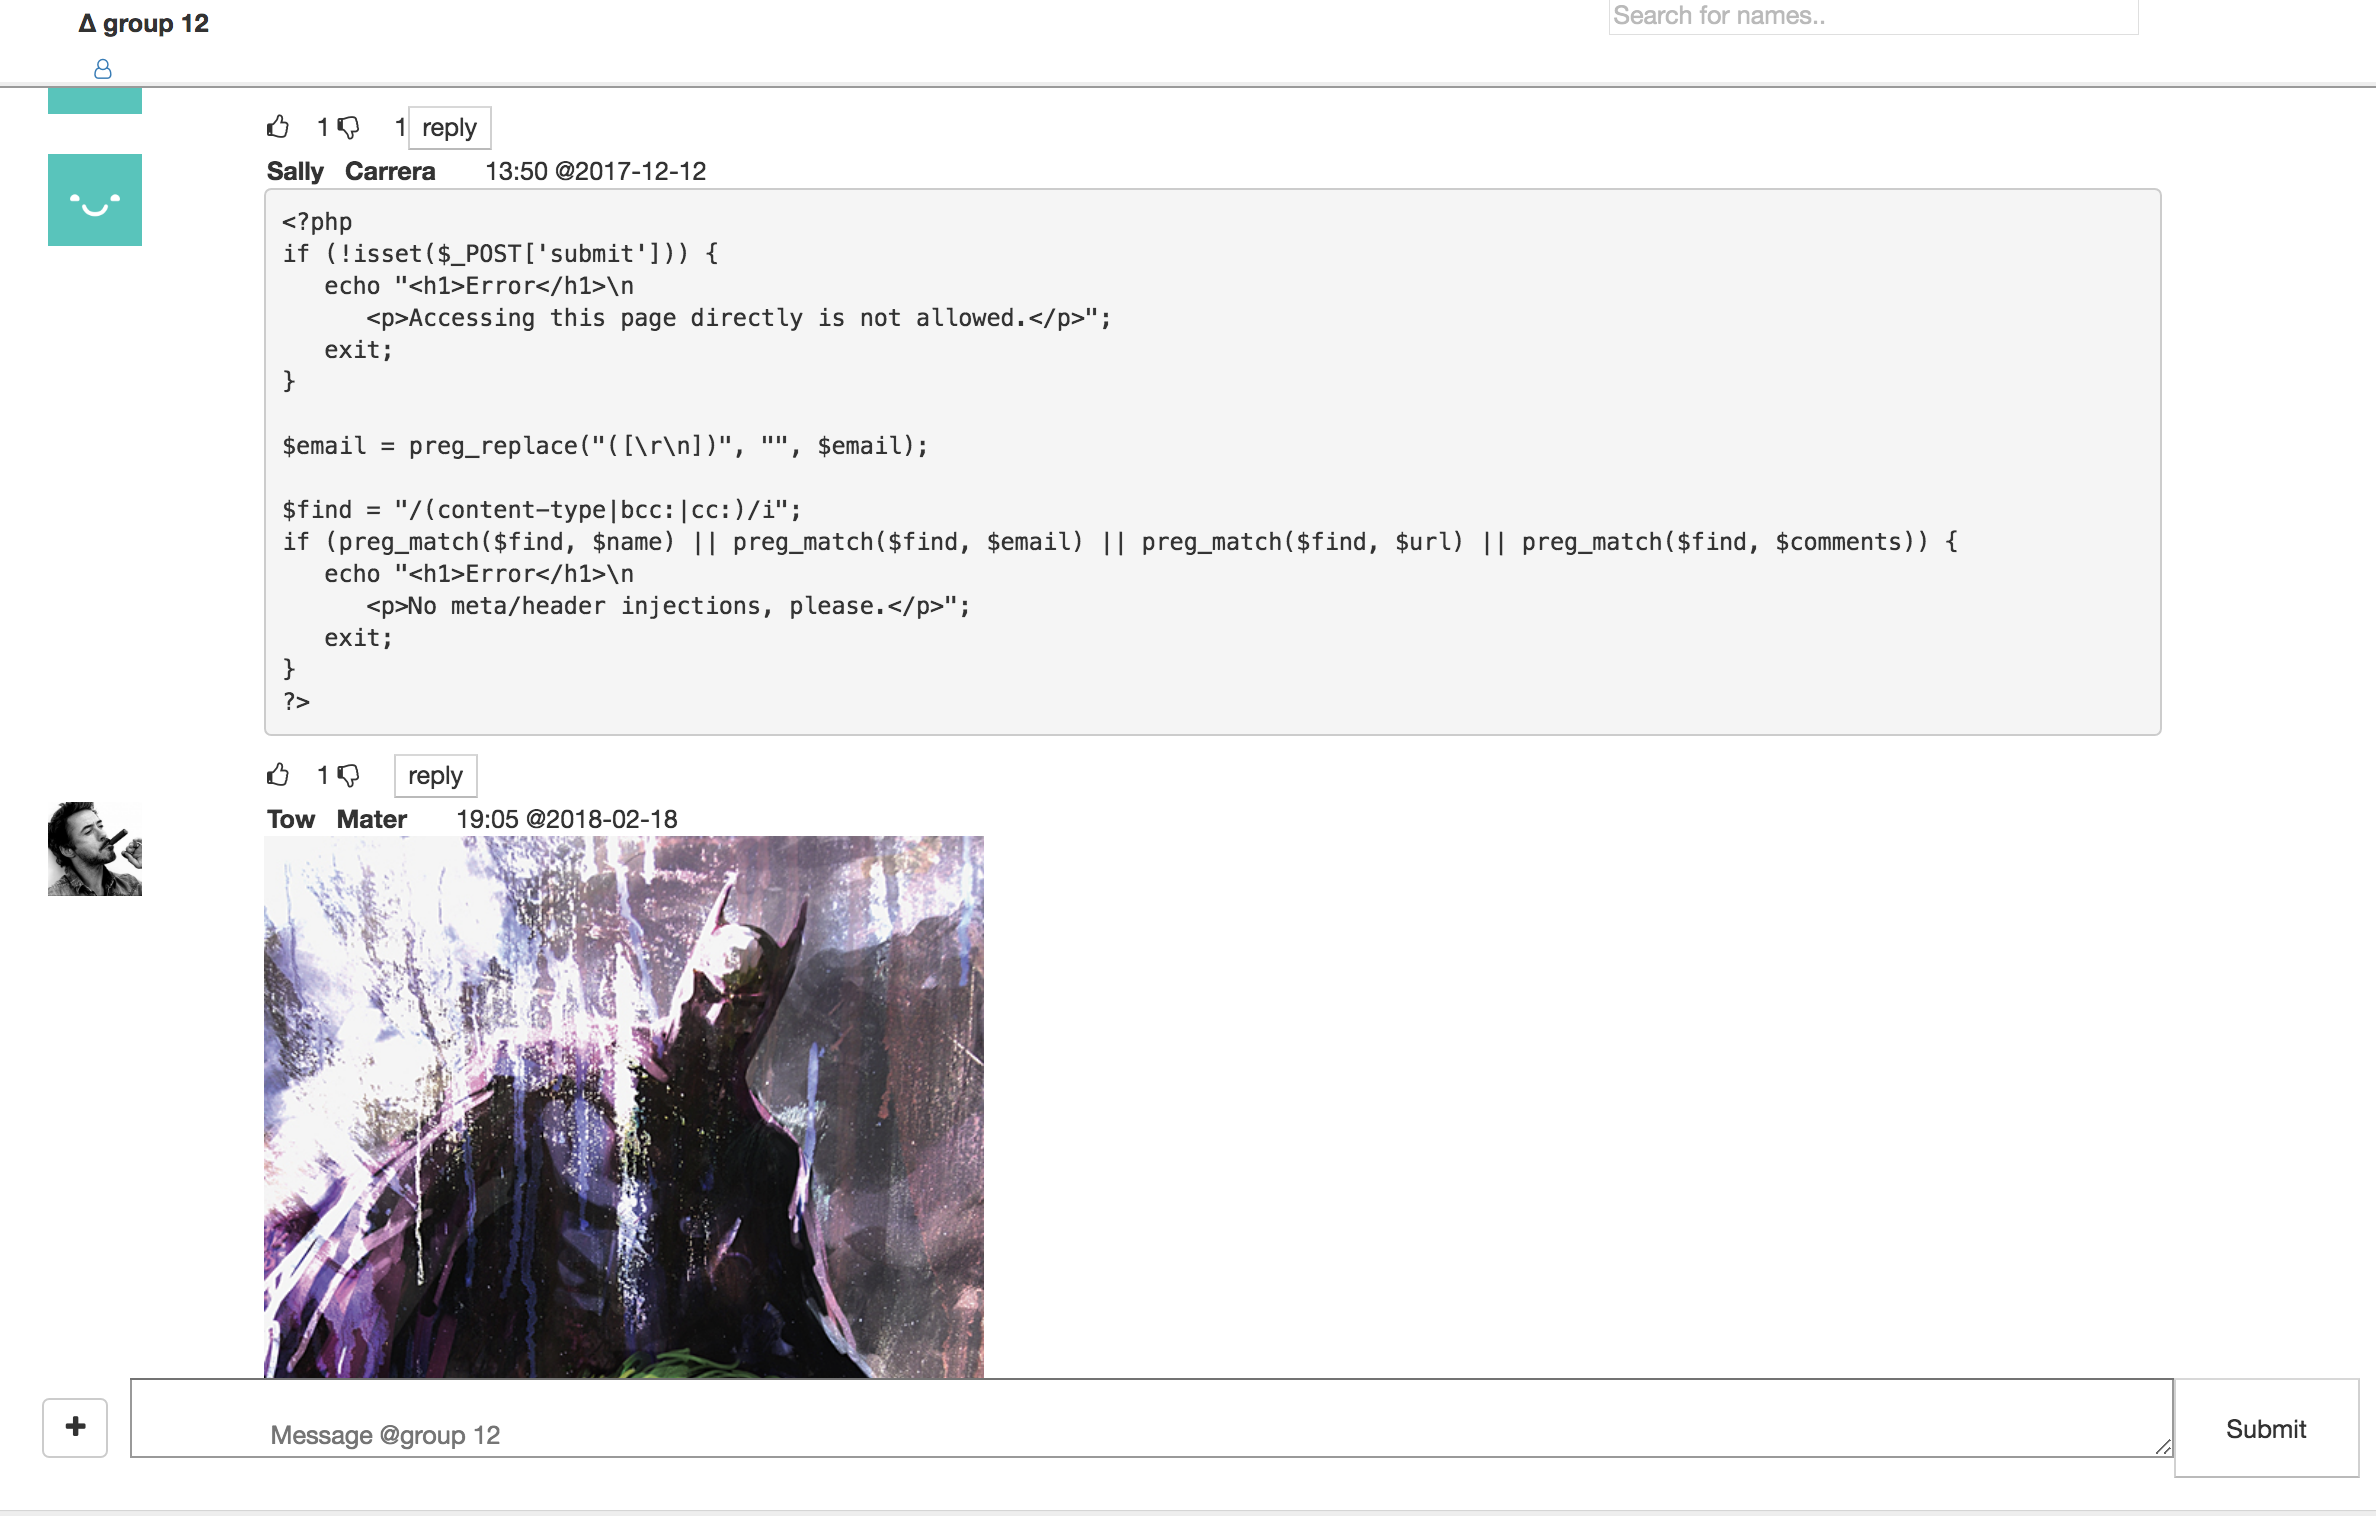 Δ group 12
Search for names..
1 1 reply
Sally Carrera 13:50 @2017-12-12
<?php
if (!isset($_POST['submit'])) {
   echo "<h1>Error</h1>\n
      <p>Accessing this page directly is not allowed.</p>";
   exit;
}
$email = preg_replace("([\r\n])", "", $email);
$find = "/(content-type|bcc:|cc:)/i";
if (preg_match($find, $name) || preg_match($find, $email) || preg_match($find, $url) || preg_match($find, $comments)) {
   echo "<h1>Error</h1>\n
      <p>No meta/header injections, please.</p>";
   exit;
}
?>
1 reply
Tow Mater 19:05 @2018-02-18
Message @group 12
Submit